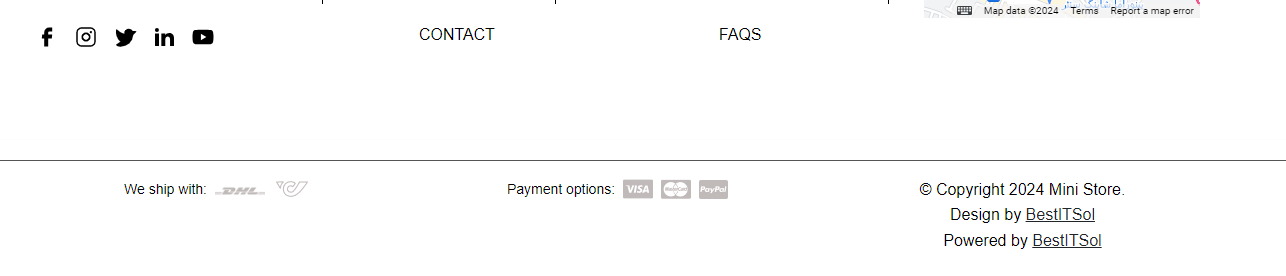 Map data ©2024 Terms Report a map error
CONTACT
FAQS
We ship with: DHL
Payment options: VISA MasterCard PayPal
© Copyright 2024 Mini Store.
Design by BestITSol
Powered by BestITSol